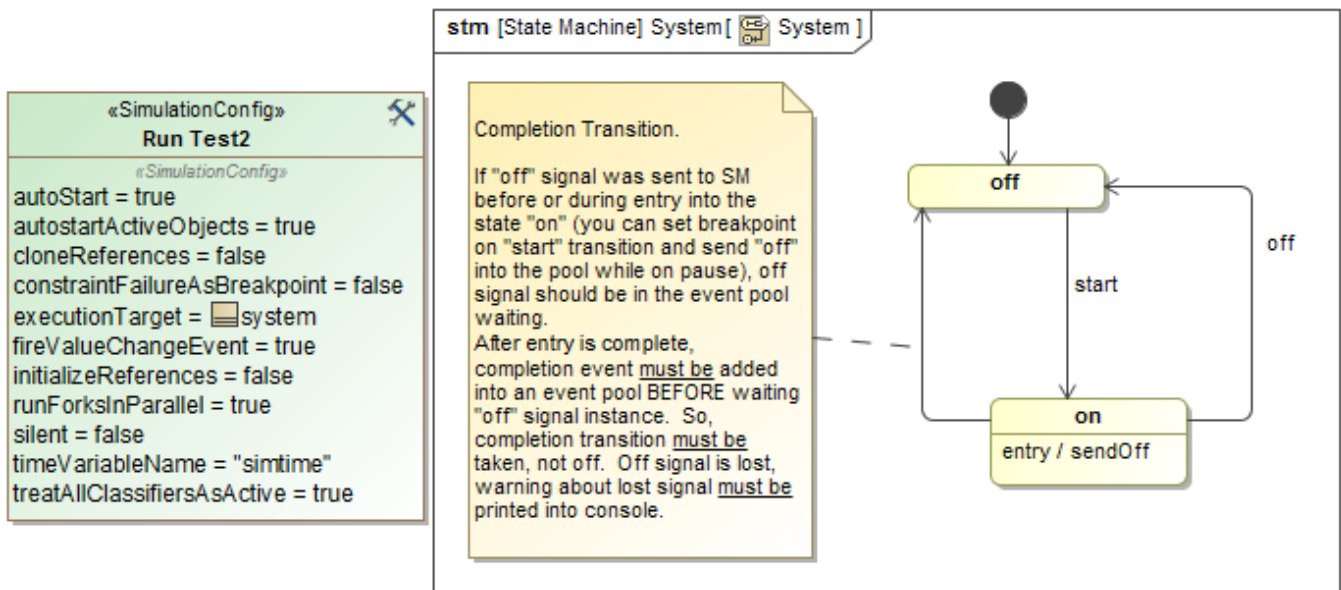 «SimulationConfig»
Run Test2
«SimulationConfig»
autoStart = true
autostartActiveObjects = true
cloneReferences = false
constraintFailureAsBreakpoint = false
executionTarget = system
fireValueChangeEvent = true
initializeReferences = false
runForksInParallel = true
silent = false
timeVariableName = "simtime"
treatAllClassifiersAsActive = true
stm [State Machine] System[ System ]
Completion Transition.
If "off" signal was sent to SM
before or during entry into the
state "on" (you can set breakpoint
on "start" transition and send "off"
into the pool while on pause), off
signal should be in the event pool
waiting.
After entry is complete,
completion event must be added
into an event pool BEFORE waiting
"off" signal instance.  So,
completion transition must be
taken, not off.  Off signal is lost,
warning about lost signal must be
printed into console.
off
start
off
on
entry / sendOff